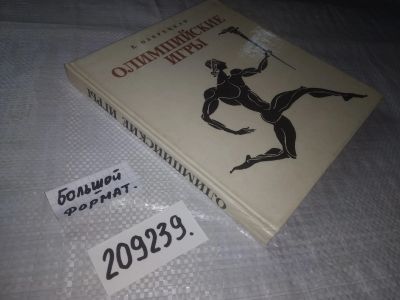 ОЛИМПИЙСКИЕ
ИГРЫ
ОЛИМПИЙСКИЕ ИГРЫ
БОЛЬШОЙ
ФОРМАТ.
209239.